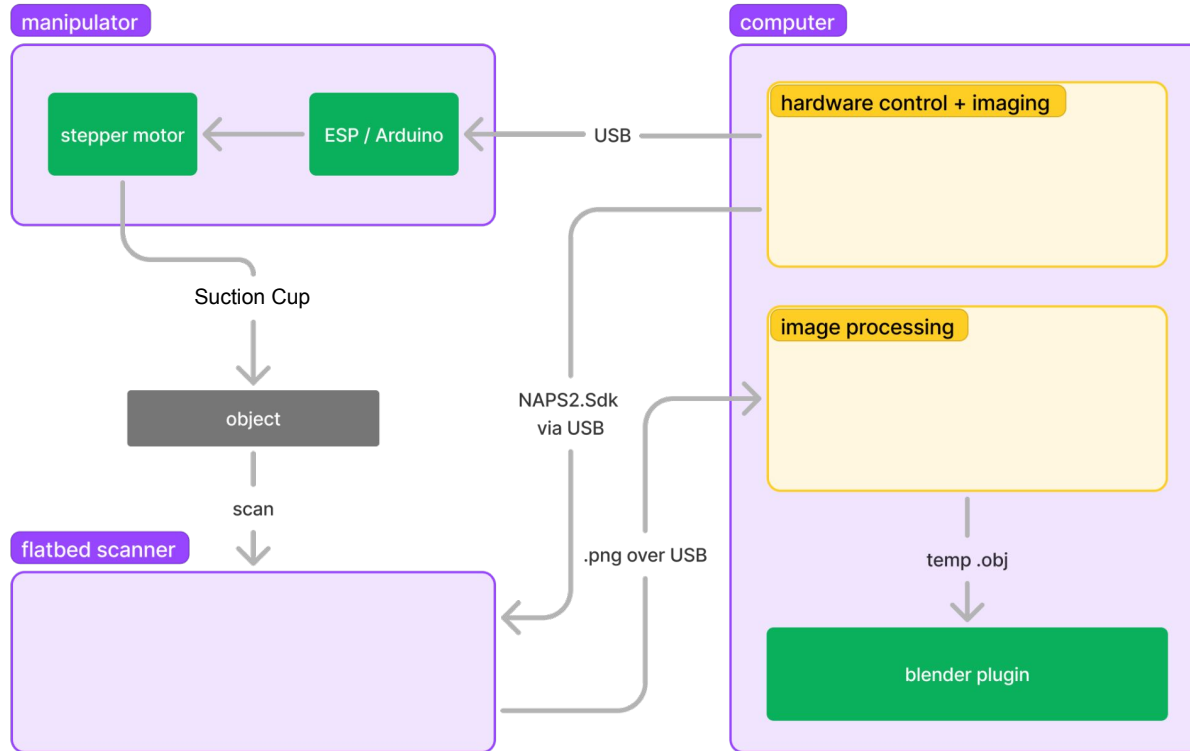 manipulator
computer
hardware control + imaging
stepper motor
ESP / Arduino
USB
Suction Cup
image processing
NAPS2.Sdk
via USB
object
scan
flatbed scanner
.png over USB
temp .obj
blender plugin